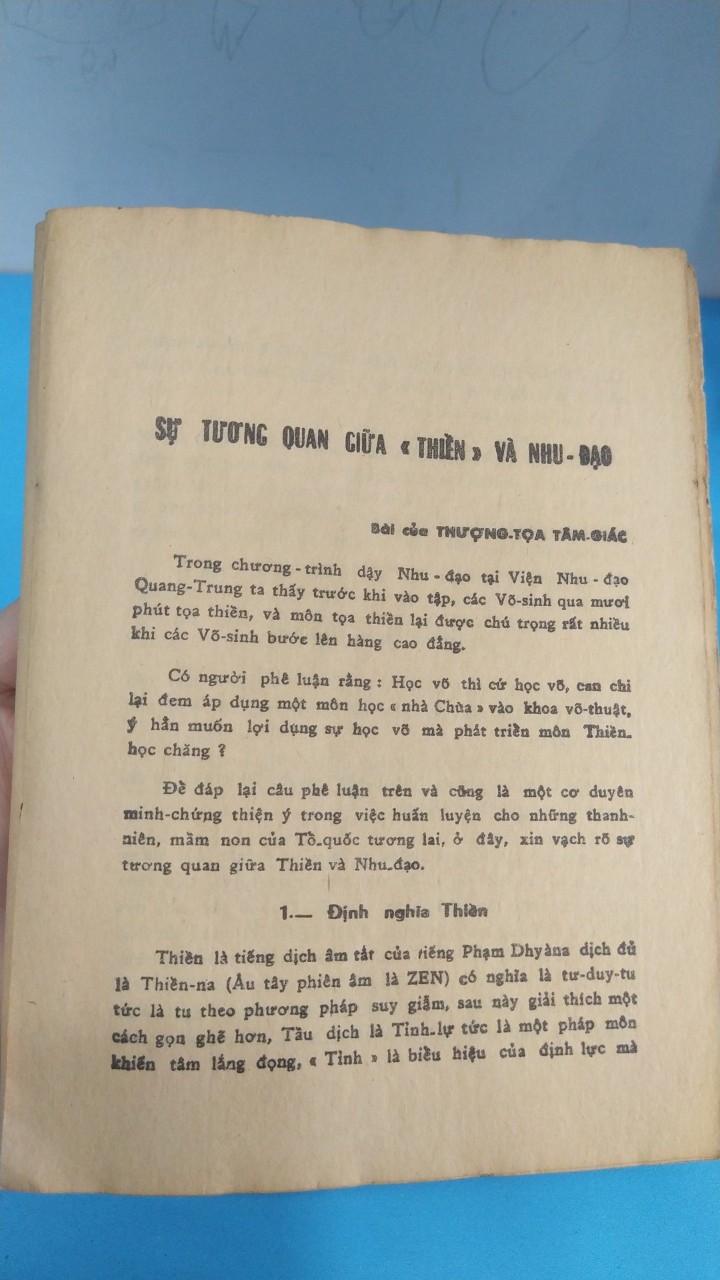 SỰ TƯƠNG QUAN GIỮA « THIỀN » VÀ NHU-ĐẠO
Bài của THƯỢNG-TỌA TÂM-GIÁC
Trong chương-trình dậy Nhu-đạo tại Viện Nhu-đạo
Quang-Trung ta thấy trước khi vào tập, các Võ-sinh qua mươi
phút tọa thiền, và môn tọa thiền lại được chú trọng rất nhiều
khi các Võ-sinh bước lên hàng cao đẳng.
Có người phê luận rằng : Học võ thì cứ học võ, can chi
lại đem áp dụng một môn học « nhà Chùa » vào khoa võ-thuật,
ý hẳn muốn lợi dụng sự học võ mà phát triển môn Thiền-
học chăng ?
Để đáp lại câu phê luận trên và cũng là một cơ duyên
minh-chứng thiện ý trong việc huấn luyện cho những thanh-
niên, mầm non của Tổ-quốc tương lai, ở đây, xin vạch rõ sự
tương quan giữa Thiền và Nhu-đạo.
1.— Định nghĩa Thiền
Thiền là tiếng dịch âm tắt của tiếng Phạm Dhyàna dịch đủ
là Thiền-na (Âu tây phiên âm là ZEN) có nghĩa là tư-duy-tu
tức là tu theo phương pháp suy giẫm, sau này giải thích một
cách gọn ghẽ hơn, Tầu dịch là Tĩnh-lự tức là một pháp môn
khiến tâm lắng đọng, « Tĩnh » là biểu hiệu của định lực mà